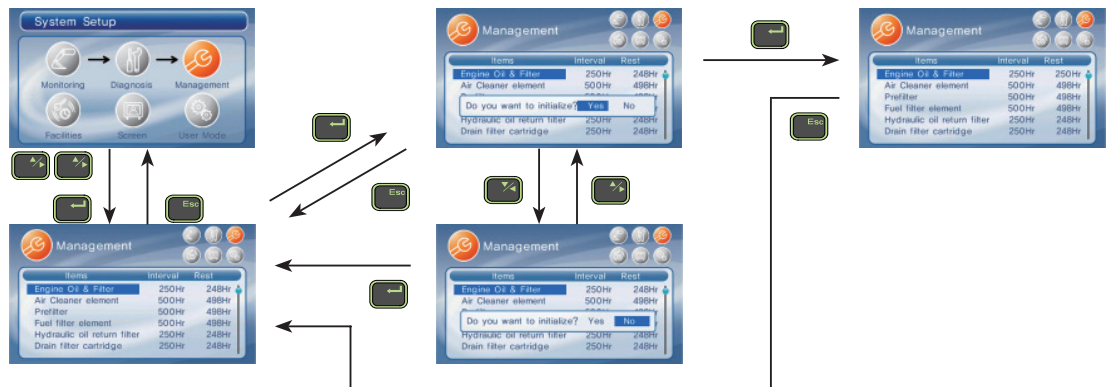 System Setup
Monitoring Diagnosis Management
Facilities Screen User Mode
Esc
Management
Items Interval Rest
Engine Oil & Filter 250Hr 248Hr
Air Cleaner element 500Hr 498Hr
Prefilter 500Hr 498Hr
Fuel filter element 500Hr 498Hr
Hydraulic oil return filter 250Hr 248Hr
Drain filter cartridge 250Hr 248Hr
Esc
Management
Items Interval Rest
Engine Oil & Filter 250Hr 248Hr
Air Cleaner element 500Hr 498Hr
Do you want to initialize? Yes No
Hydraulic oil return filter 250Hr 248Hr
Drain filter cartridge 250Hr 248Hr
Management
Items Interval Rest
Engine Oil & Filter 250Hr 248Hr
Air Cleaner element 500Hr 498Hr
Do you want to initialize? Yes No
Hydraulic oil return filter 250Hr 248Hr
Drain filter cartridge 250Hr 248Hr
Management
Items Interval Rest
Engine Oil & Filter 250Hr 250Hr
Air Cleaner element 500Hr 498Hr
Prefilter 500Hr 498Hr
Fuel filter element 500Hr 498Hr
Hydraulic oil return filter 250Hr 248Hr
Drain filter cartridge 250Hr 248Hr
Esc